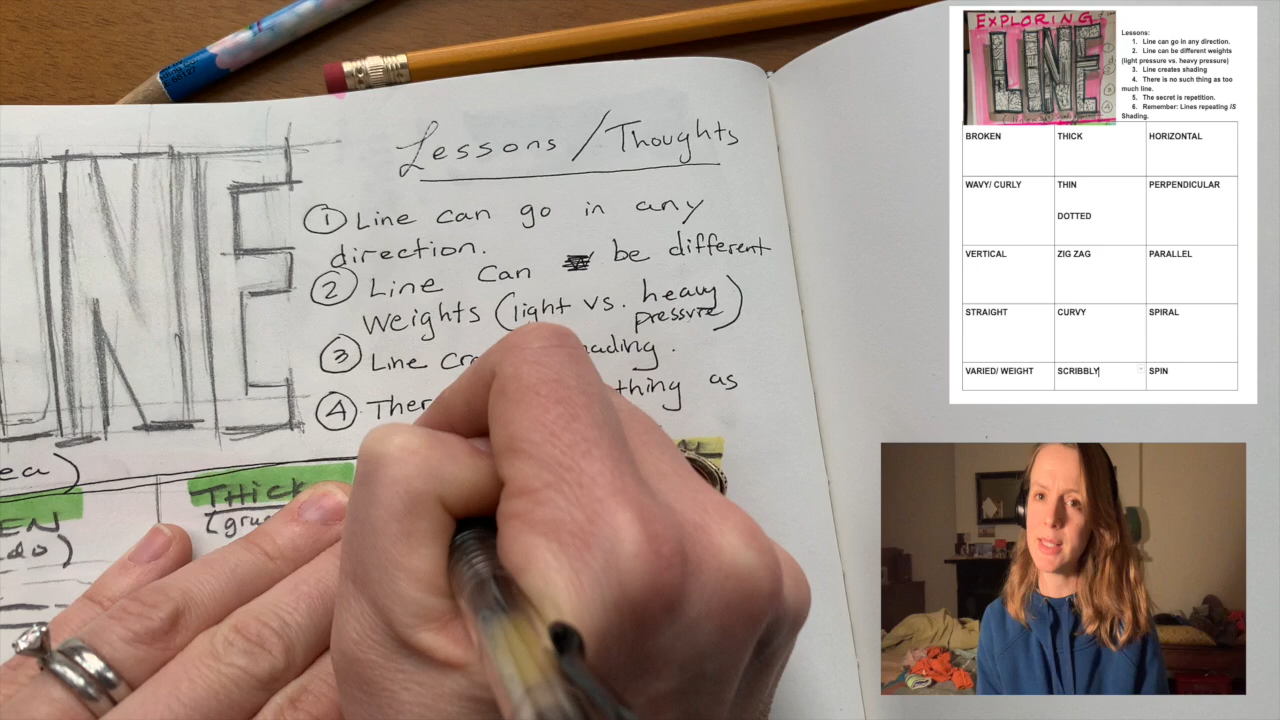 Lessons / Thoughts
① Line can go in any
direction.
② Line can be different
Weights (light vs. heavy
pressure)
③ Line
④ thing as
ea)
THICK
EN
do)
EXPLORING
LINE
Lessons:
1. Line can go in any direction.
2. Line can be different weights
(light pressure vs. heavy pressure)
3. Line creates shading
4. There is no such thing as too
much line.
5. The secret is repetition.
6. Remember: Lines repeating IS
Shading.
BROKEN THICK HORIZONTAL
WAVY/ CURLY THIN PERPENDICULAR
DOTTED
VERTICAL ZIG ZAG PARALLEL
STRAIGHT CURVY SPIRAL
VARIED/ WEIGHT SCRIBBLY SPIN